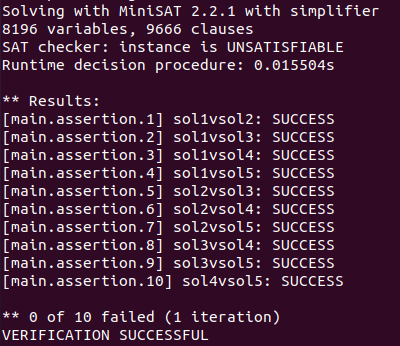 Solving with MiniSAT 2.2.1 with simplifier
8196 variables, 9666 clauses
SAT checker: instance is UNSATISFIABLE
Runtime decision procedure: 0.015504s
** Results:
[main.assertion.1] sol1vsol2: SUCCESS
[main.assertion.2] sol1vsol3: SUCCESS
[main.assertion.3] sol1vsol4: SUCCESS
[main.assertion.4] sol1vsol5: SUCCESS
[main.assertion.5] sol2vsol3: SUCCESS
[main.assertion.6] sol2vsol4: SUCCESS
[main.assertion.7] sol2vsol5: SUCCESS
[main.assertion.8] sol3vsol4: SUCCESS
[main.assertion.9] sol3vsol5: SUCCESS
[main.assertion.10] sol4vsol5: SUCCESS
** 0 of 10 failed (1 iteration)
VERIFICATION SUCCESSFUL